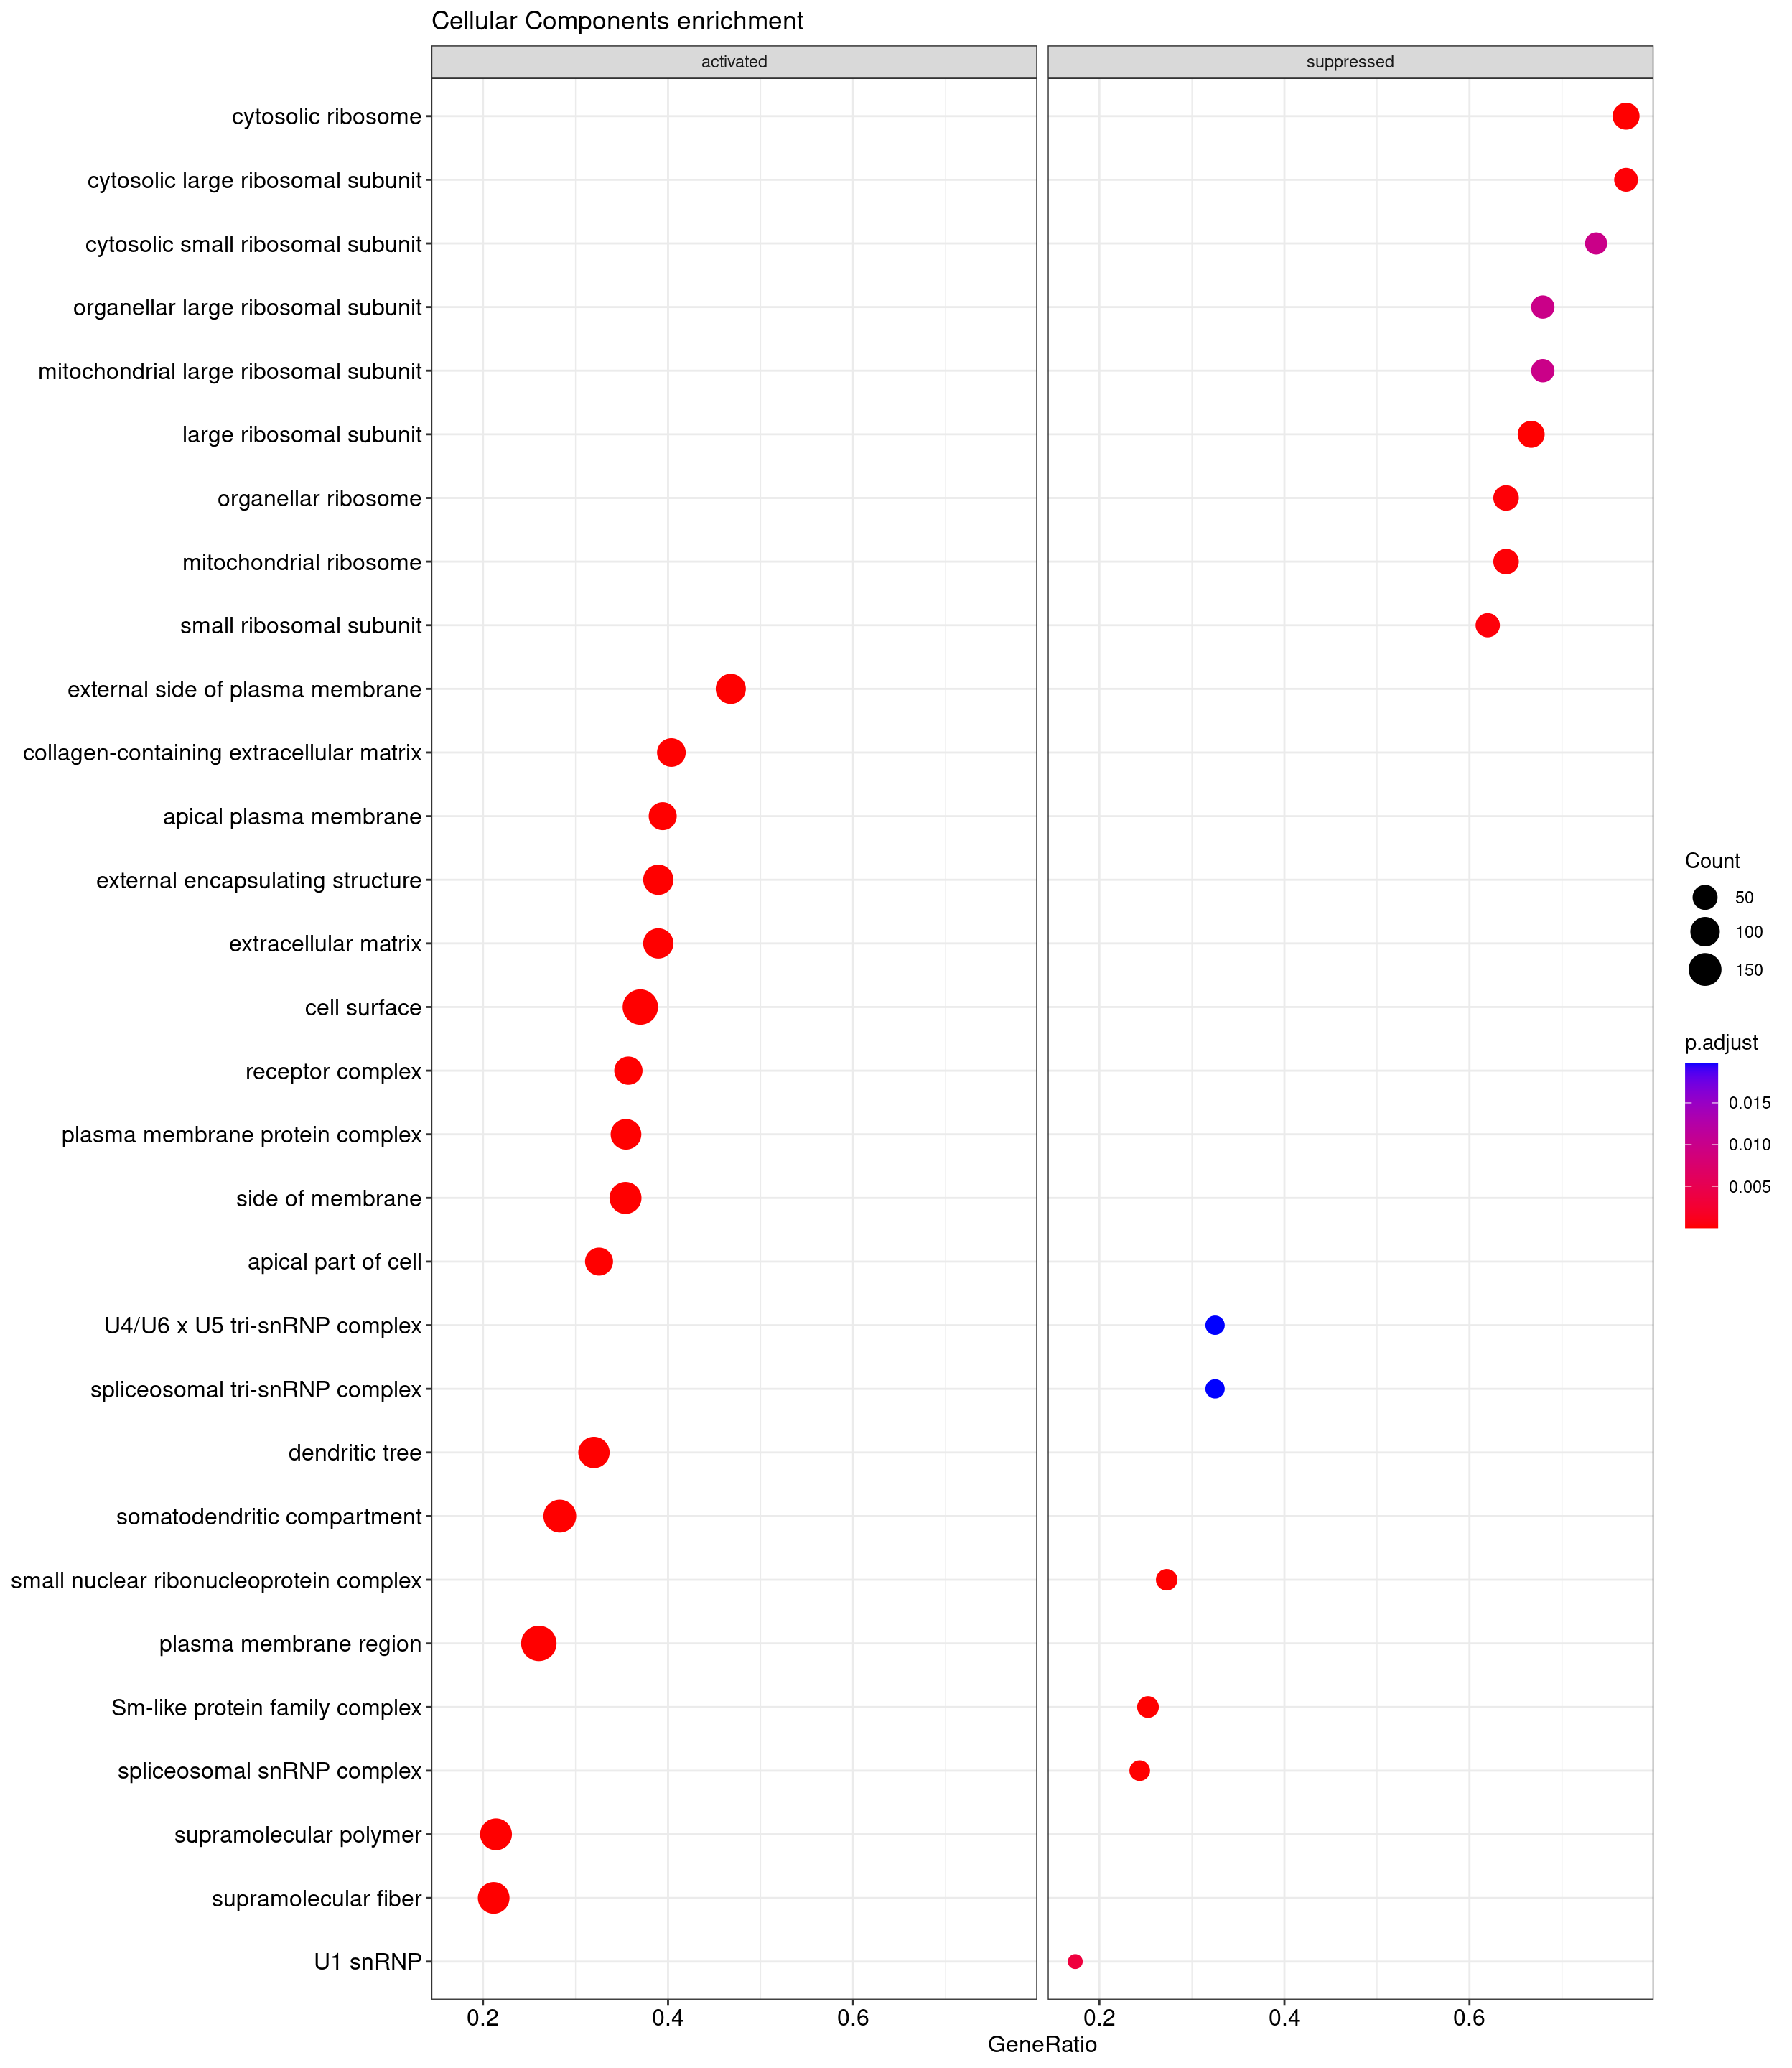 Cellular Components enrichment
activated
suppressed
cytosolic ribosome
cytosolic large ribosomal subunit
cytosolic small ribosomal subunit
organellar large ribosomal subunit
mitochondrial large ribosomal subunit
large ribosomal subunit
organellar ribosome
mitochondrial ribosome
small ribosomal subunit
external side of plasma membrane
collagen-containing extracellular matrix
apical plasma membrane
external encapsulating structure
extracellular matrix
cell surface
receptor complex
plasma membrane protein complex
side of membrane
apical part of cell
U4/U6 x U5 tri-snRNP complex
spliceosomal tri-snRNP complex
dendritic tree
somatodendritic compartment
small nuclear ribonucleoprotein complex
plasma membrane region
Sm-like protein family complex
spliceosomal snRNP complex
supramolecular polymer
supramolecular fiber
U1 snRNP
0.2
0.4
0.6
0.2
0.4
0.6
GeneRatio
Count
50
100
150
p.adjust
0.015
0.010
0.005